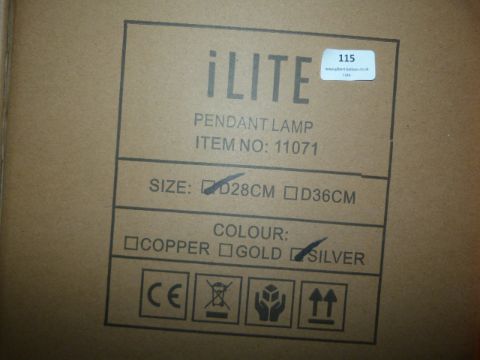 115
iLITE
PENDANT LAMP
ITEM NO: 11071
SIZE: D28CM D36CM
COLOUR:
COPPER GOLD SILVER
CE